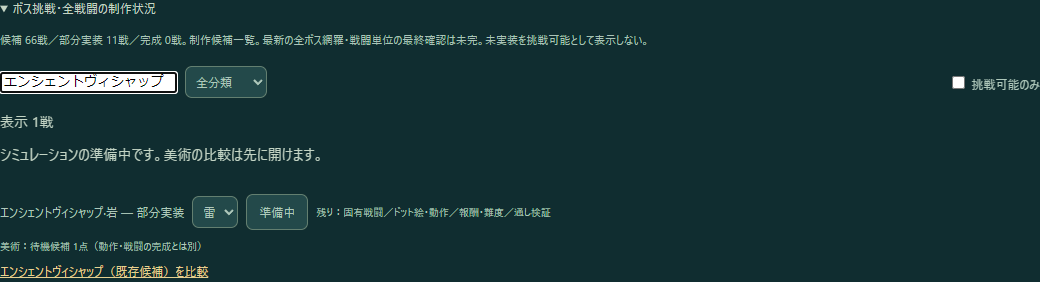 ▼ ボス挑戦・全戦闘の制作状況
候補 66戦／部分実装 11戦／完成 0戦。制作候補一覧。最新の全ボス網羅・戦闘単位の最終確認は未完。未実装を挑戦可能として表示しない。
エンシェントヴィシャップ 全分類 挑戦可能のみ
表示 1戦
シミュレーションの準備中です。美術の比較は先に開けます。
エンシェントヴィシャップ・岩 — 部分実装 雷 準備中 残り：固有戦闘／ドット絵・動作／報酬・難度／通し検証
美術：待機候補 1点（動作・戦闘の完成とは別）
エンシェントヴィシャップ（既存候補）を比較